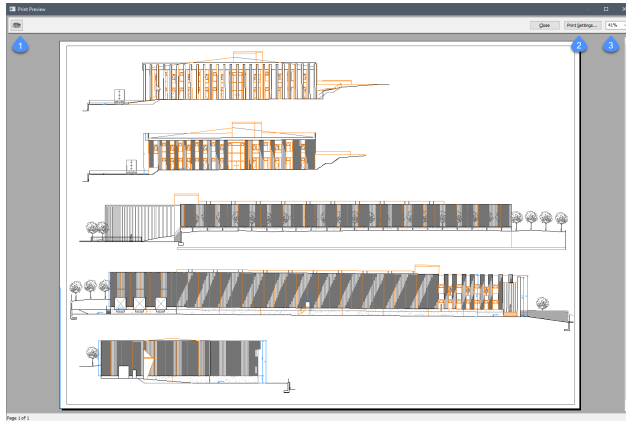 Print Preview
Close
Print Settings...
41%
1
2
3
Page 1 of 1